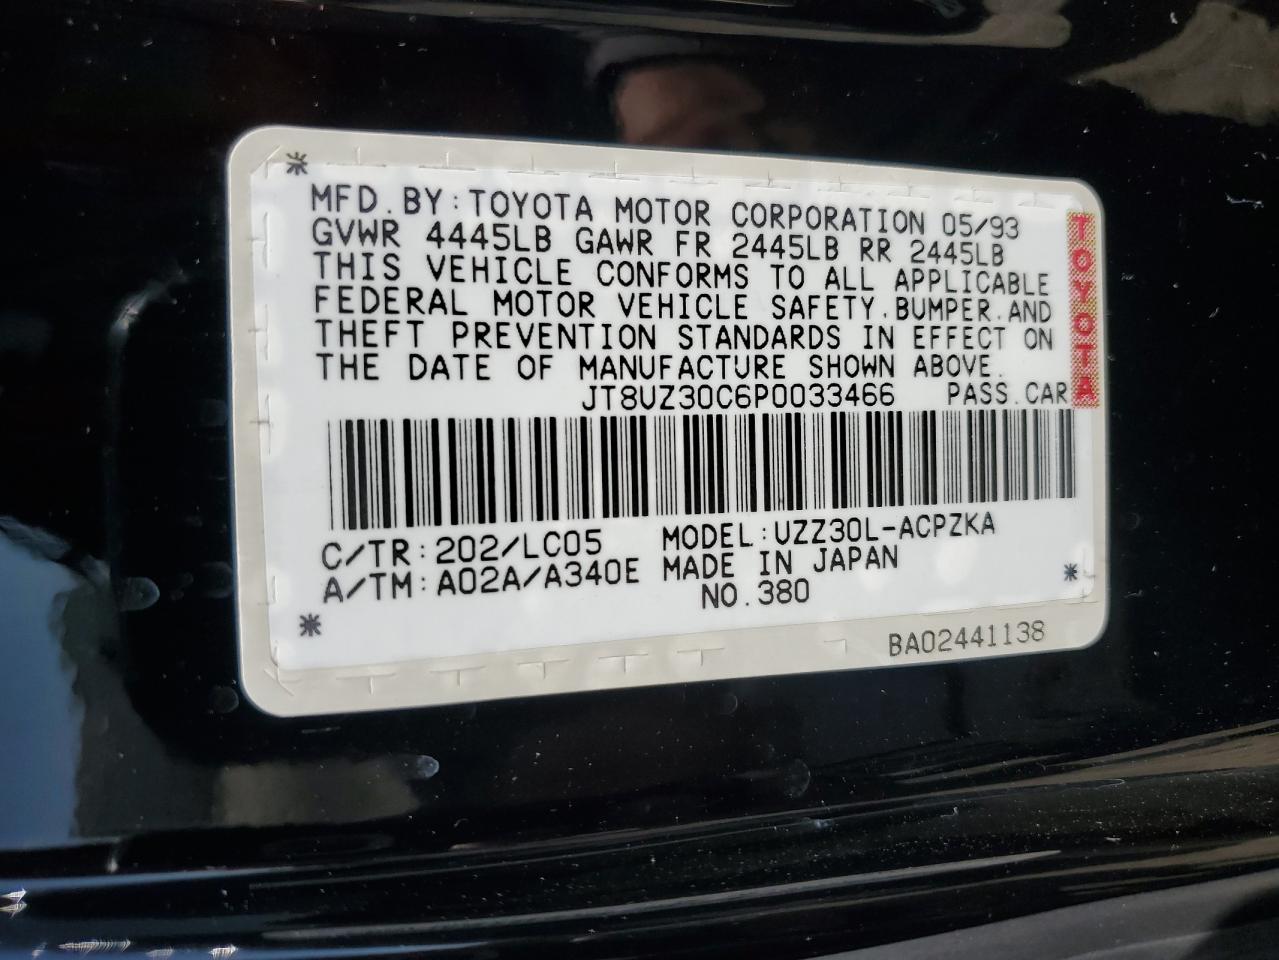 MFD. BY: TOYOTA MOTOR CORPORATION 05/93
GVWR 4445LB GAWR FR 2445LB RR 2445LB
THIS VEHICLE CONFORMS TO ALL APPLICABLE
FEDERAL MOTOR VEHICLE SAFETY. BUMPER. AND
THEFT PREVENTION STANDARDS IN EFFECT ON
THE DATE OF MANUFACTURE SHOWN ABOVE.
JT8UZ30C6P0033466 PASS. CAR
TOYOTA
C/TR: 202/LC05 MODEL: UZZ30L-ACPZKA
A/TM: A02A/A340E MADE IN JAPAN
NO. 380
BA02441138